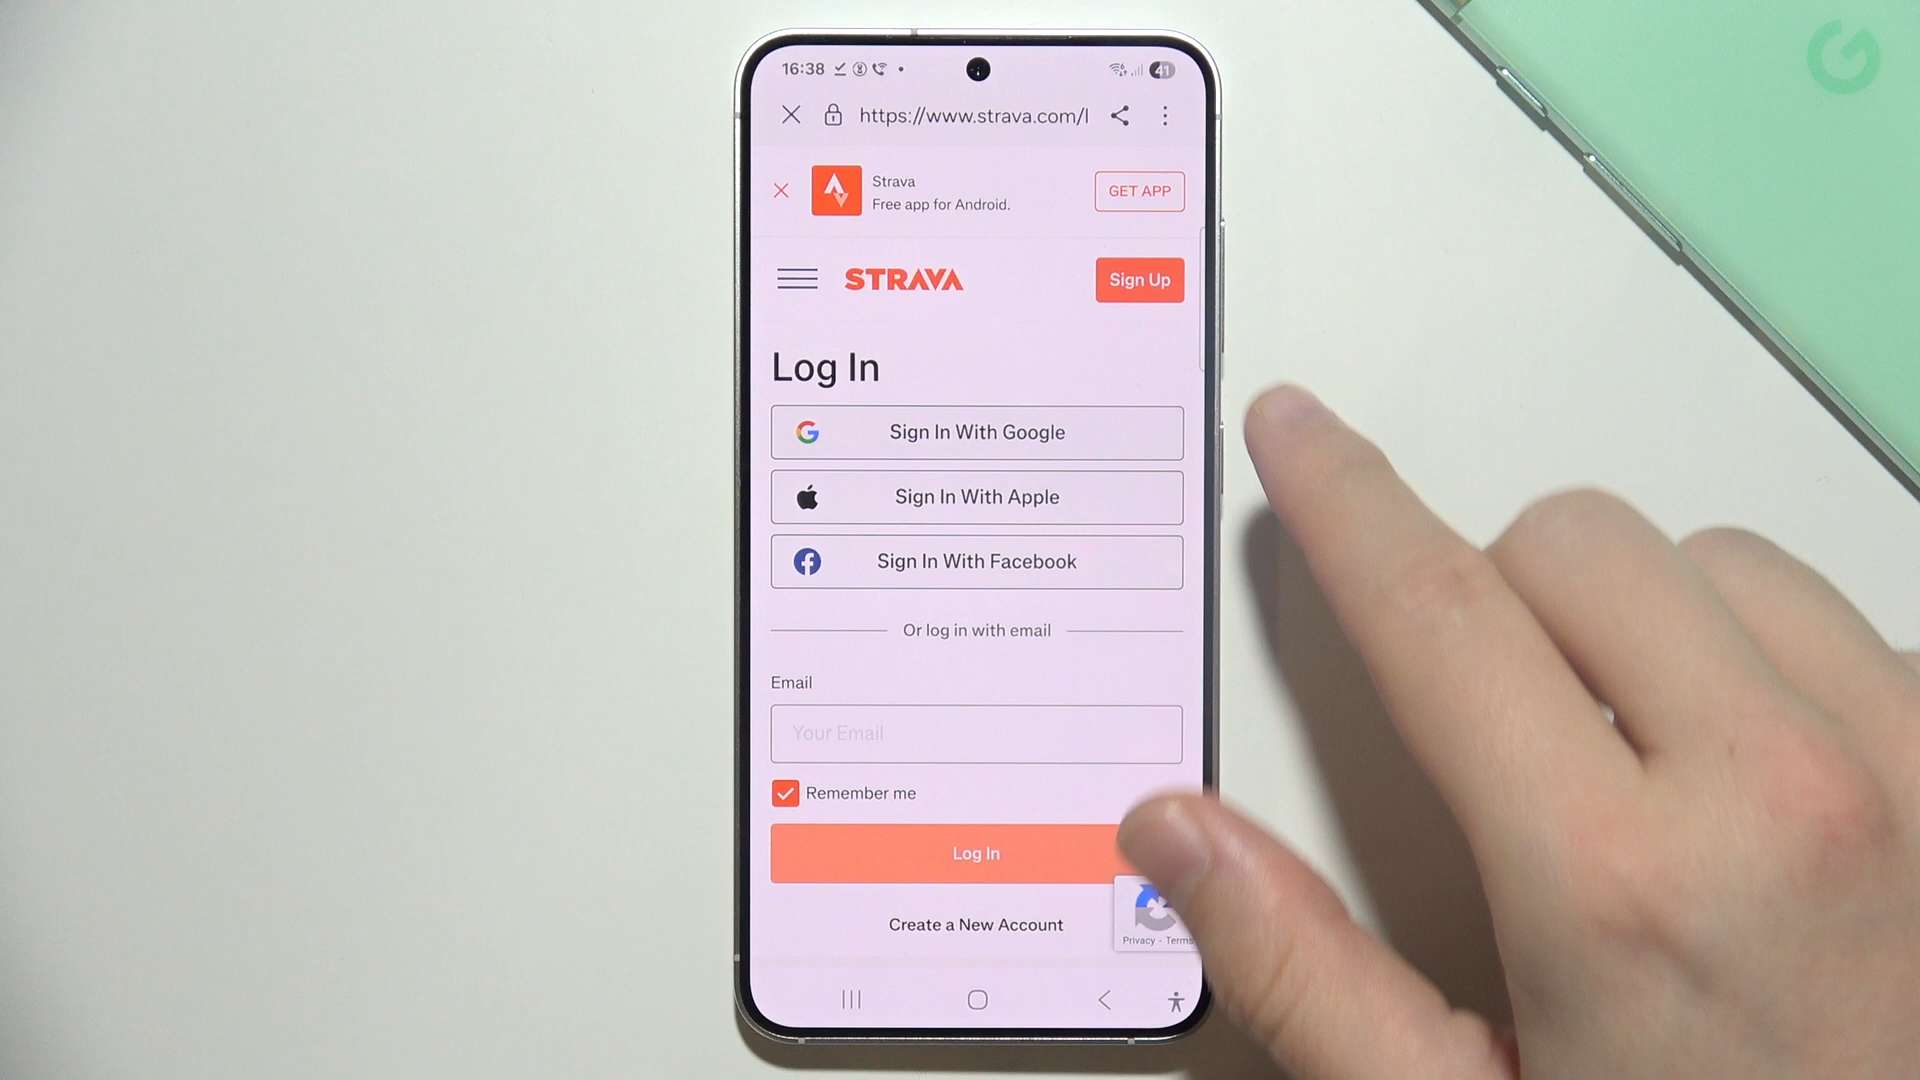 16:38
41
https://www.strava.com/l
Strava
Free app for Android.
GET APP
STRAVA
Sign Up
Log In
Sign In With Google
Sign In With Apple
Sign In With Facebook
Or log in with email
Email
Your Email
Remember me
Log In
Create a New Account
Privacy - Terms